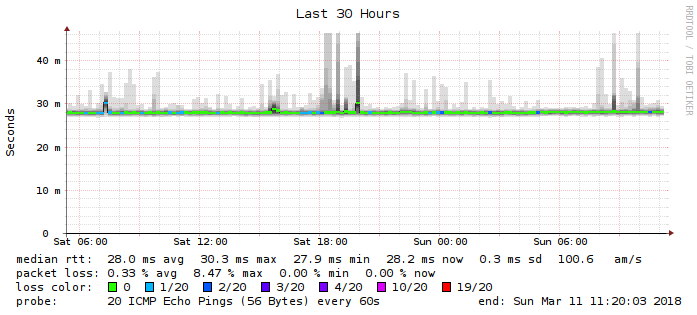 Last 30 Hours
RRDTOOL / TOBI OETIKER
Seconds
40 m
30 m
20 m
10 m
0
Sat 06:00 Sat 12:00 Sat 18:00 Sun 00:00 Sun 06:00
median rtt: 28.0 ms avg 30.3 ms max 27.9 ms min 28.2 ms now 0.3 ms sd 100.6 am/s
packet loss: 0.33 % avg 8.47 % max 0.00 % min 0.00 % now
loss color: 0 1/20 2/20 3/20 4/20 10/20 19/20
probe: 20 ICMP Echo Pings (56 Bytes) every 60s end: Sun Mar 11 11:20:03 2018